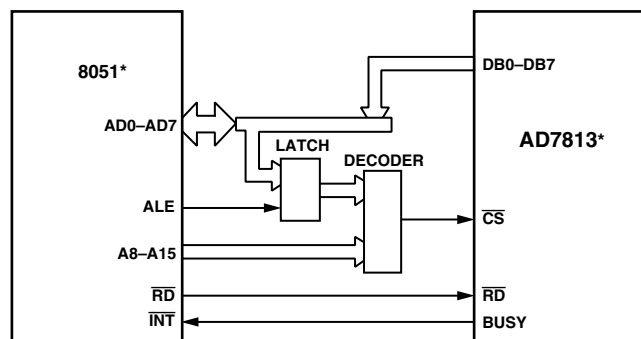 8051*
DB0–DB7
AD0–AD7
AD7813*
LATCH
DECODER
ALE
CS
A8–A15
RD
RD
INT
BUSY